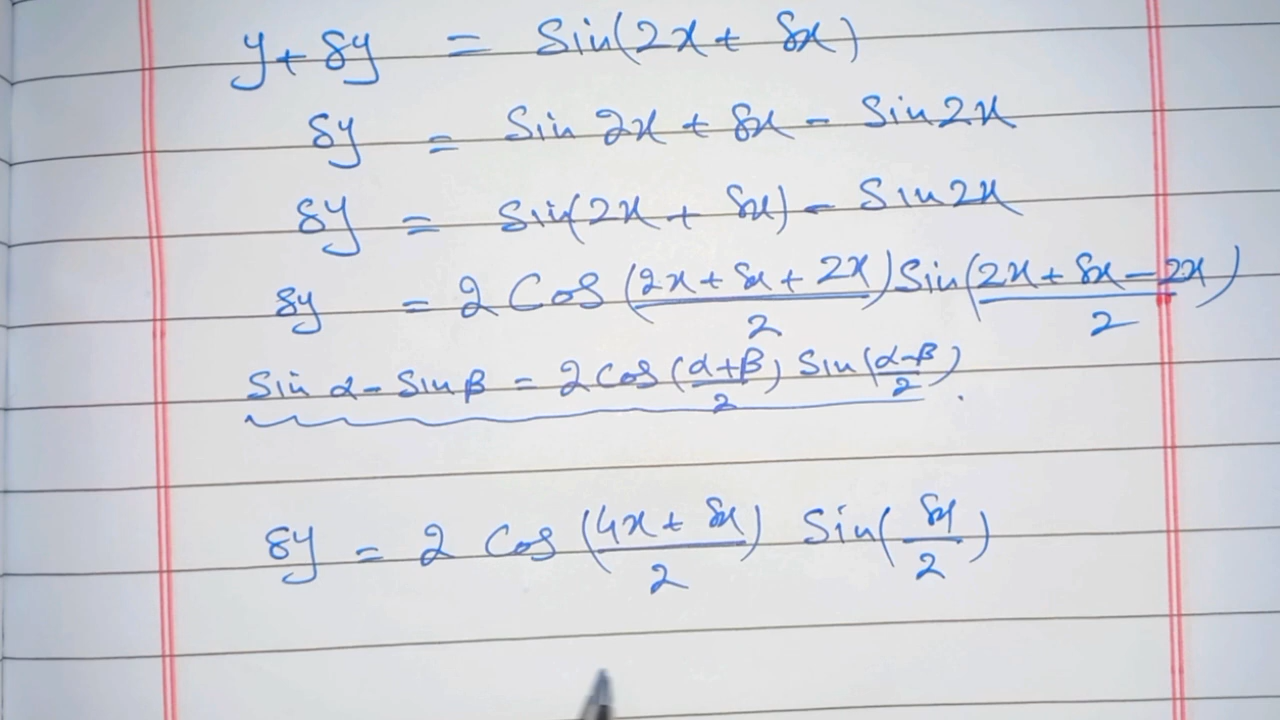 y + δy = Sin(2x + δx)
δy = Sin 2x + δx - Sin 2x
δy = Sin(2x + δx) - Sin 2x
δy = 2 Cos (2x + δx + 2x)/2 Sin(2x + δx - 2x)/2
Sin α - Sin β = 2 Cos (α+β)/2 Sin (α-β)/2 .
δy = 2 Cos (4x + δx)/2 Sin(δx/2)